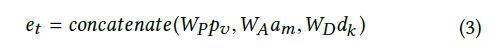 e_t = concatenate(W_P p_v, W_A a_m, W_D d_k) (3)